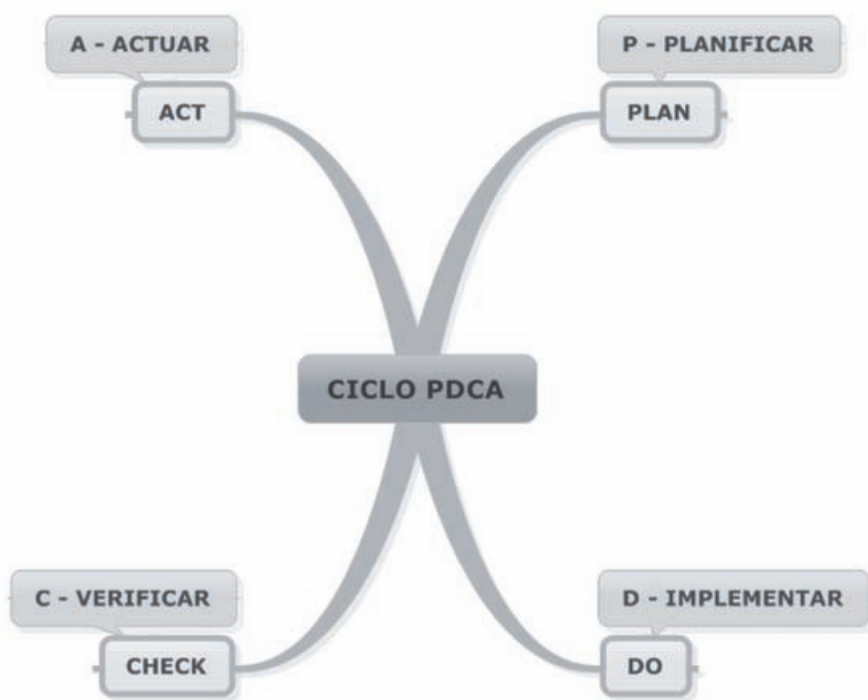 A - ACTUAR
ACT
P - PLANIFICAR
PLAN
CICLO PDCA
C - VERIFICAR
CHECK
D - IMPLEMENTAR
DO